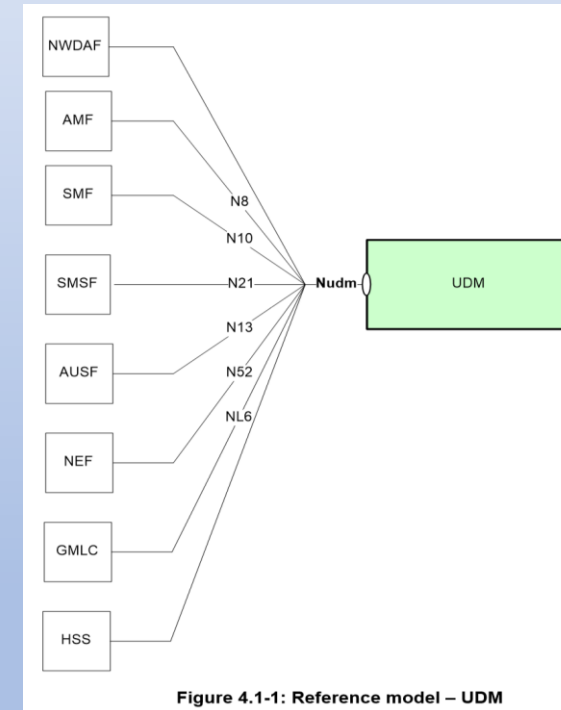 NWDAF
AMF
SMF
N8
N10
SMSF
N21
Nudm
UDM
AUSF
N13
N52
NEF
NL6
GMLC
HSS
Figure 4.1-1: Reference model – UDM